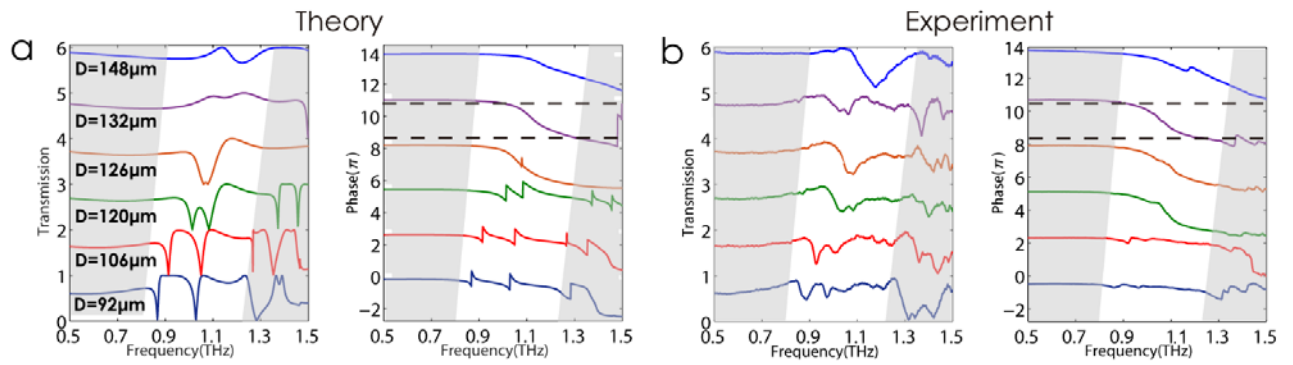 Theory
Experiment
a
6
5
4
3
2
1
0
Transmission
D=148μm
D=132μm
D=126μm
D=120μm
D=106μm
D=92μm
0.5 0.7 0.9 1.1 1.3 1.5
Frequency(THz)
14
12
10
8
6
4
2
0
−2
Phase(π)
0.5 0.7 0.9 1.1 1.3 1.5
Frequency(THz)
b
6
5
4
3
2
1
0
Transmission
0.5 0.7 0.9 1.1 1.3 1.5
Frequency(THz)
14
12
10
8
6
4
2
0
−2
Phase(π)
0.5 0.7 0.9 1.1 1.3 1.5
Frequency(THz)